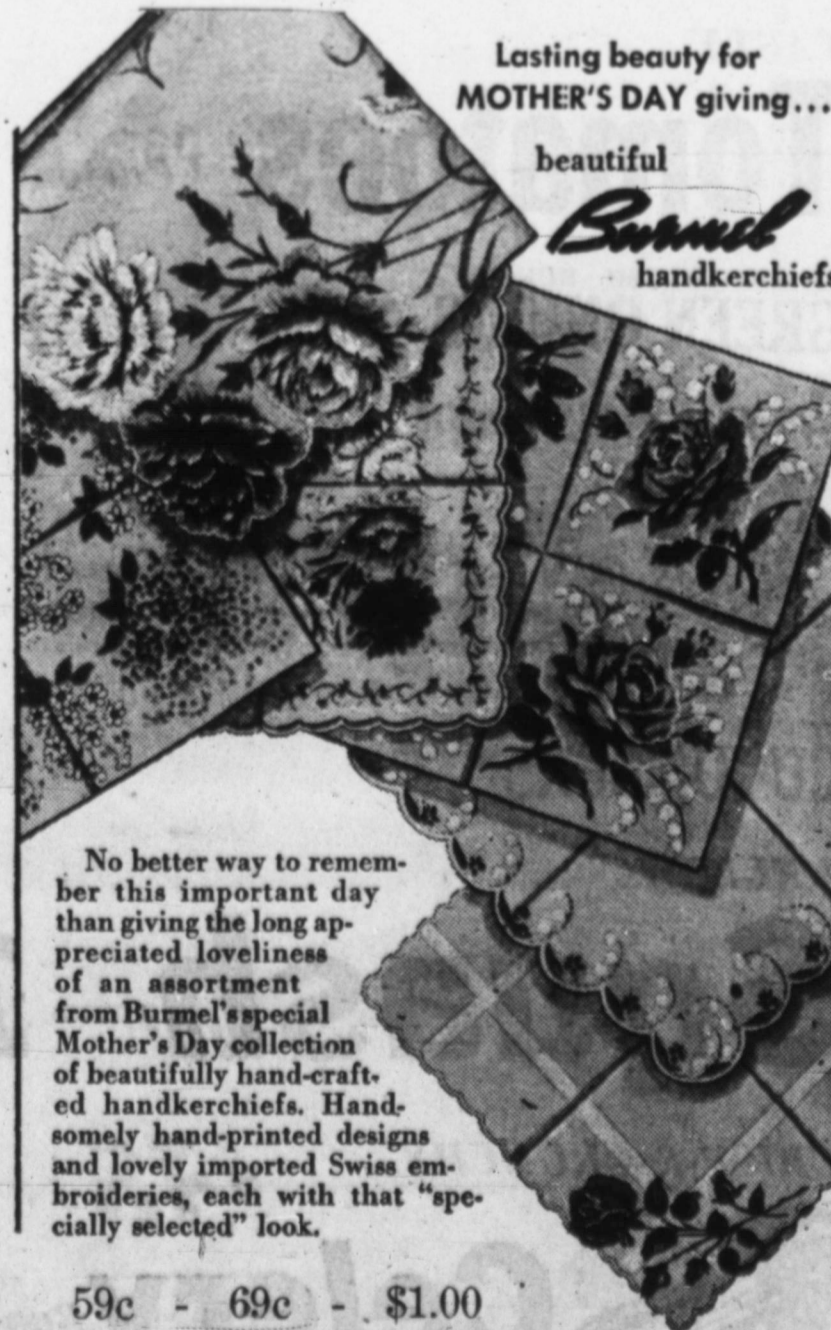 Lasting beauty for
MOTHER'S DAY giving...
beautiful
Burmel
handkerchiefs
No better way to remem-
ber this important day
than giving the long ap-
preciated loveliness
of an assortment
from Burmel's special
Mother's Day collection
of beautifully hand-craft-
ed handkerchiefs. Hand-
somely hand-printed designs
and lovely imported Swiss em-
broideries, each with that "spe-
cially selected" look.
59c - 69c - $1.00